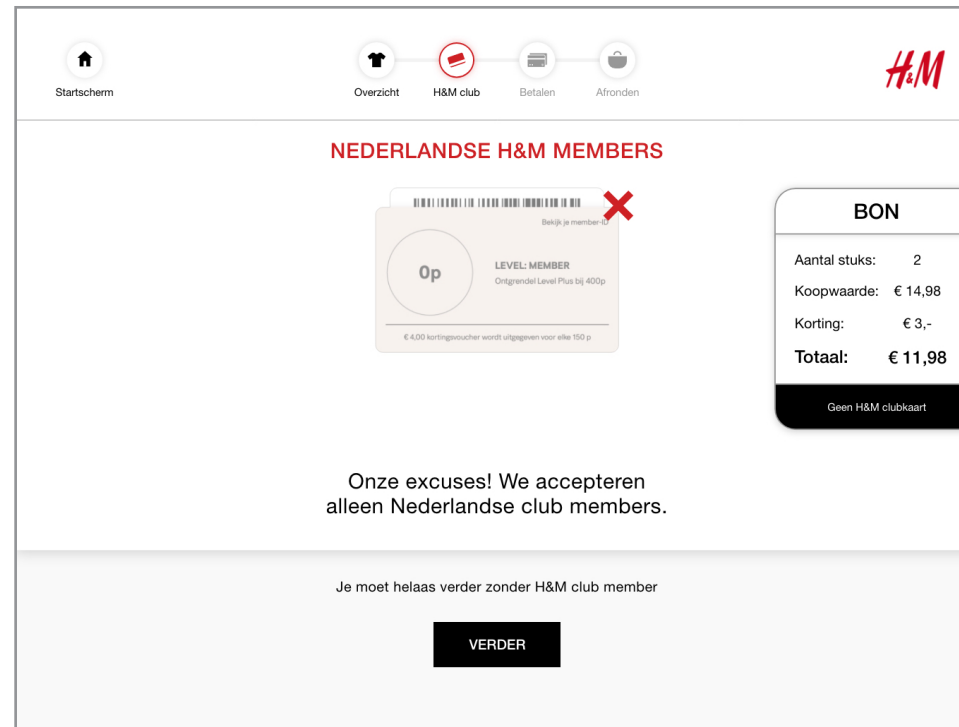 Startscherm
Overzicht
H&M club
Betalen
Afronden
H&M
NEDERLANDSE H&M MEMBERS
Bekijk je member-ID
0p
LEVEL: MEMBER
Ontgrendel Level Plus bij 400p
€ 4,00 kortingsvoucher wordt uitgegeven voor elke 150 p
BON
Aantal stuks: 2
Koopwaarde: € 14,98
Korting: € 3,-
Totaal: € 11,98
Geen H&M clubkaart
Onze excuses! We accepteren
alleen Nederlandse club members.
Je moet helaas verder zonder H&M club member
VERDER